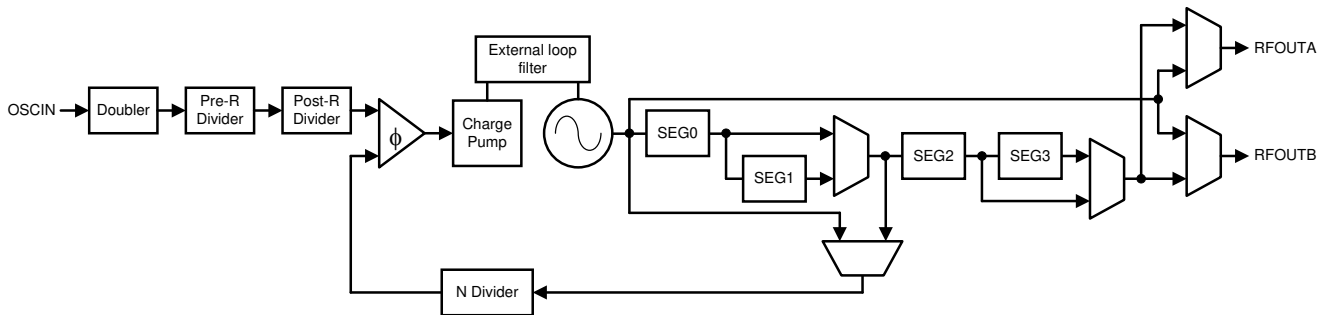 External loop
filter
RFOUTA
OSCIN
Doubler
Pre-R
Divider
Post-R
Divider
ϕ
Charge
Pump
SEG0
SEG1
SEG2
SEG3
RFOUTB
N Divider